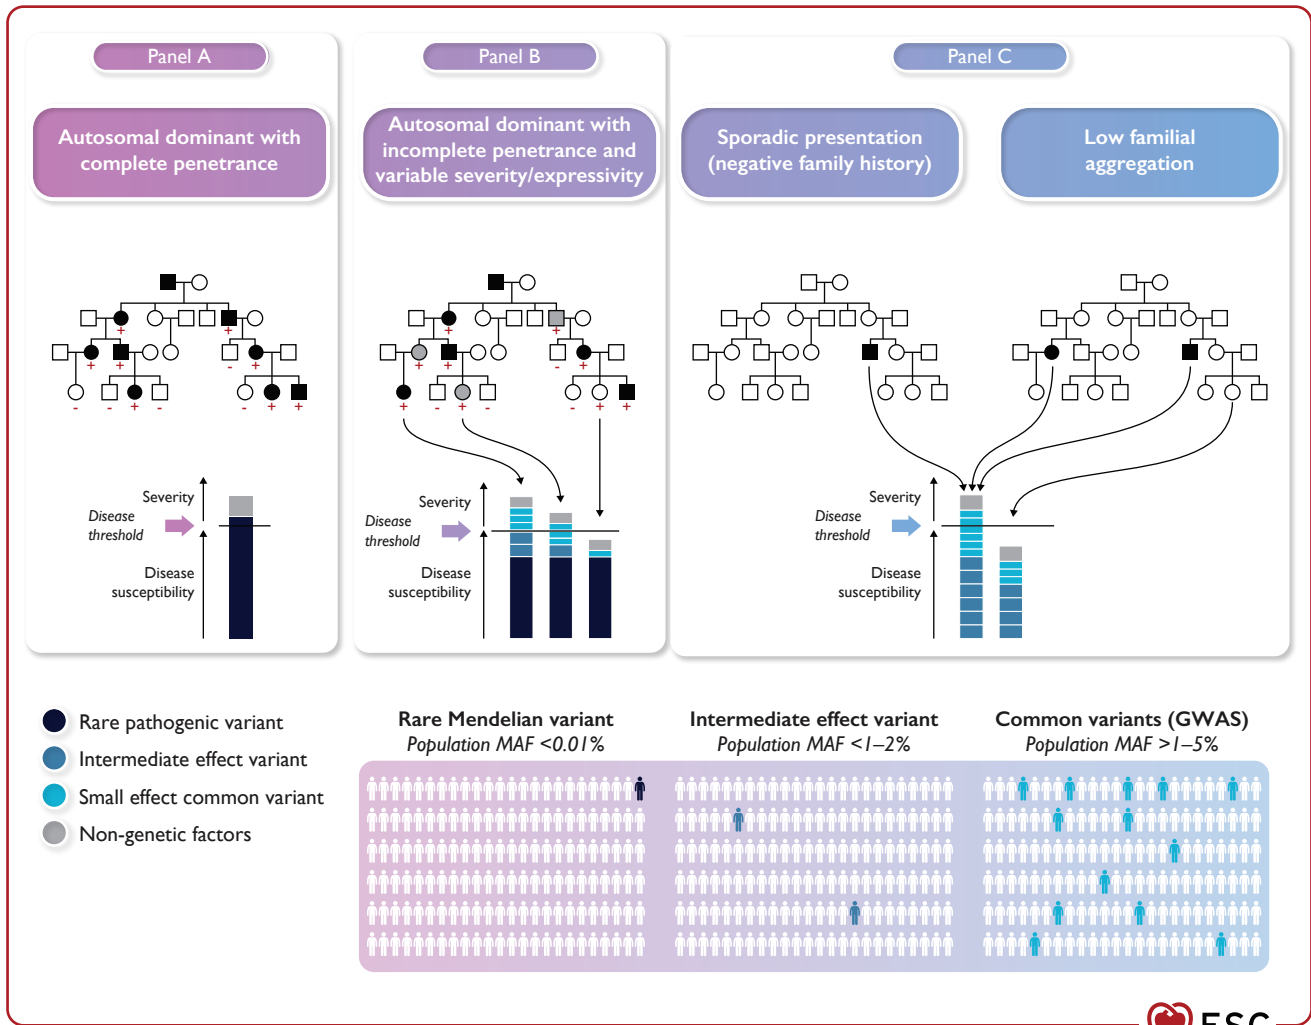 Panel A
Panel B
Panel C
Autosomal dominant with
complete penetrance
Autosomal dominant with
incomplete penetrance and
variable severity/expressivity
Sporadic presentation
(negative family history)
Low familial
aggregation
+
+
+
+
-
+
-
-
+
-
-
+
+
+
+
+
+
-
+
+
-
+
-
-
+
+
Severity
Disease
threshold
Disease
susceptibility
Severity
Disease
threshold
Disease
susceptibility
Severity
Disease
threshold
Disease
susceptibility
Rare pathogenic variant
Intermediate effect variant
Small effect common variant
Non-genetic factors
Rare Mendelian variant
Population MAF <0.01%
Intermediate effect variant
Population MAF <1–2%
Common variants (GWAS)
Population MAF >1–5%
ESC